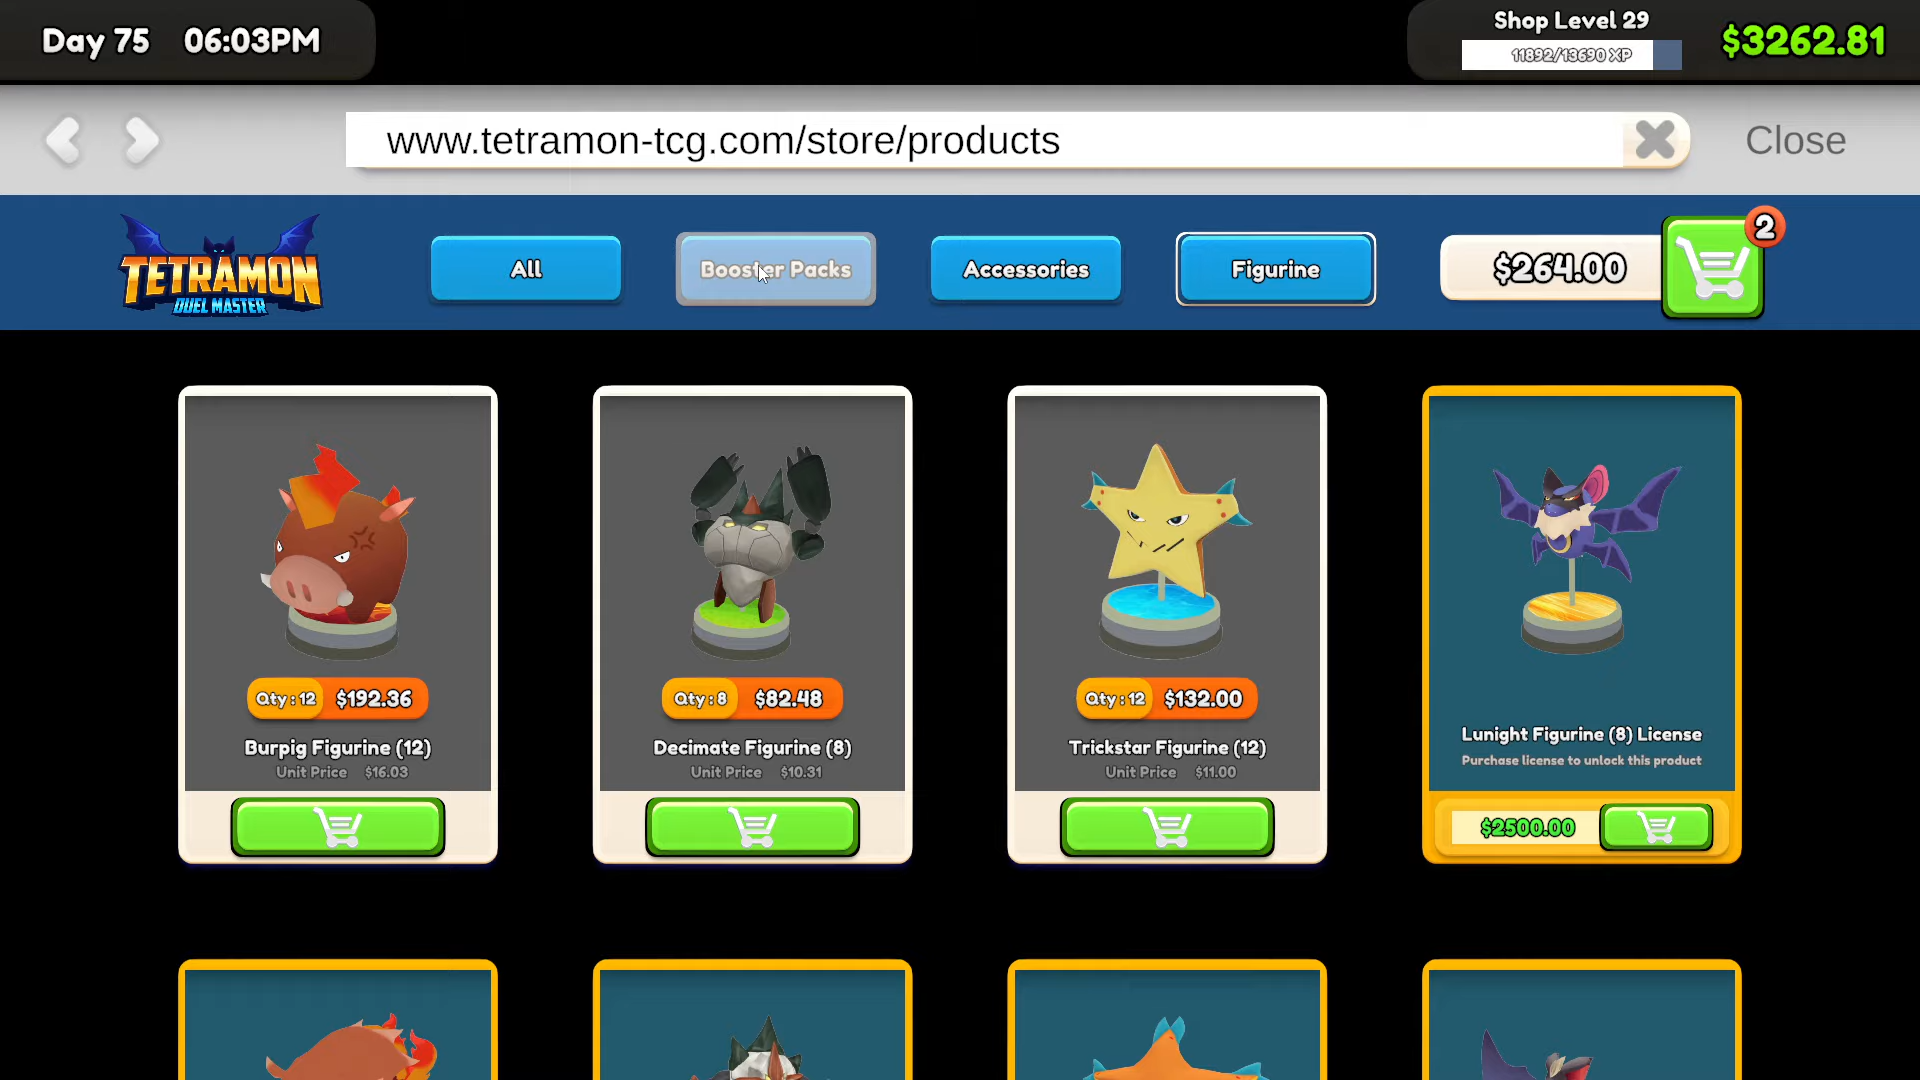 Day 75 06:03PM
Shop Level 29
11892/13690 XP
$3262.81
www.tetramon-tcg.com/store/products
Close
TETRAMON
DUEL MASTER
All
Booster Packs
Accessories
Figurine
$264.00
2
Qty : 12 $192.36
Burpig Figurine (12)
Unit Price $16.03
Qty : 8 $82.48
Decimate Figurine (8)
Unit Price $10.31
Qty : 12 $132.00
Trickstar Figurine (12)
Unit Price $11.00
Lunight Figurine (8) License
Purchase license to unlock this product
$2500.00